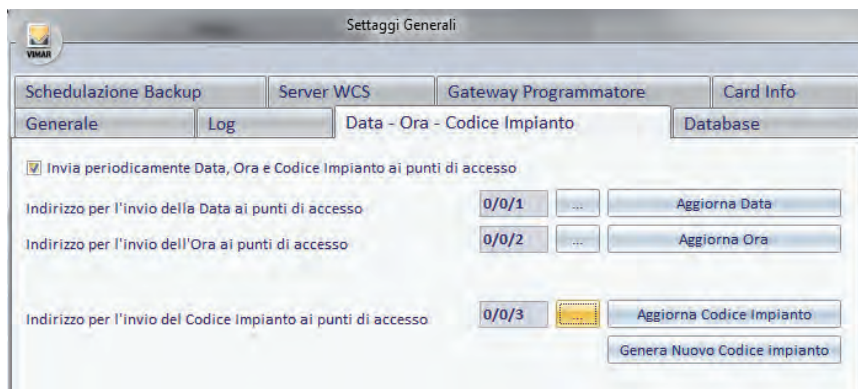 Settaggi Generali
VIMAR
Schedulazione Backup Server WCS Gateway Programmatore Card Info
Generale Log Data - Ora - Codice Impianto Database
Invia periodicamente Data, Ora e Codice Impianto ai punti di accesso
Indirizzo per l'invio della Data ai punti di accesso 0/0/1 ... Aggiorna Data
Indirizzo per l'invio dell'Ora ai punti di accesso 0/0/2 ... Aggiorna Ora
Indirizzo per l'invio del Codice Impianto ai punti di accesso 0/0/3 ... Aggiorna Codice Impianto
Genera Nuovo Codice impianto